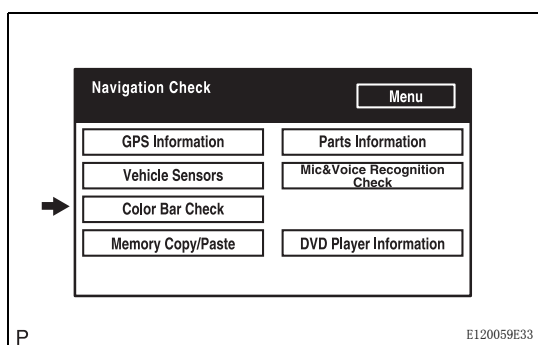 Navigation Check
Menu
GPS Information
Parts Information
Vehicle Sensors
Mic&Voice Recognition
Check
Color Bar Check
Memory Copy/Paste
DVD Player Information
P
E120059E33